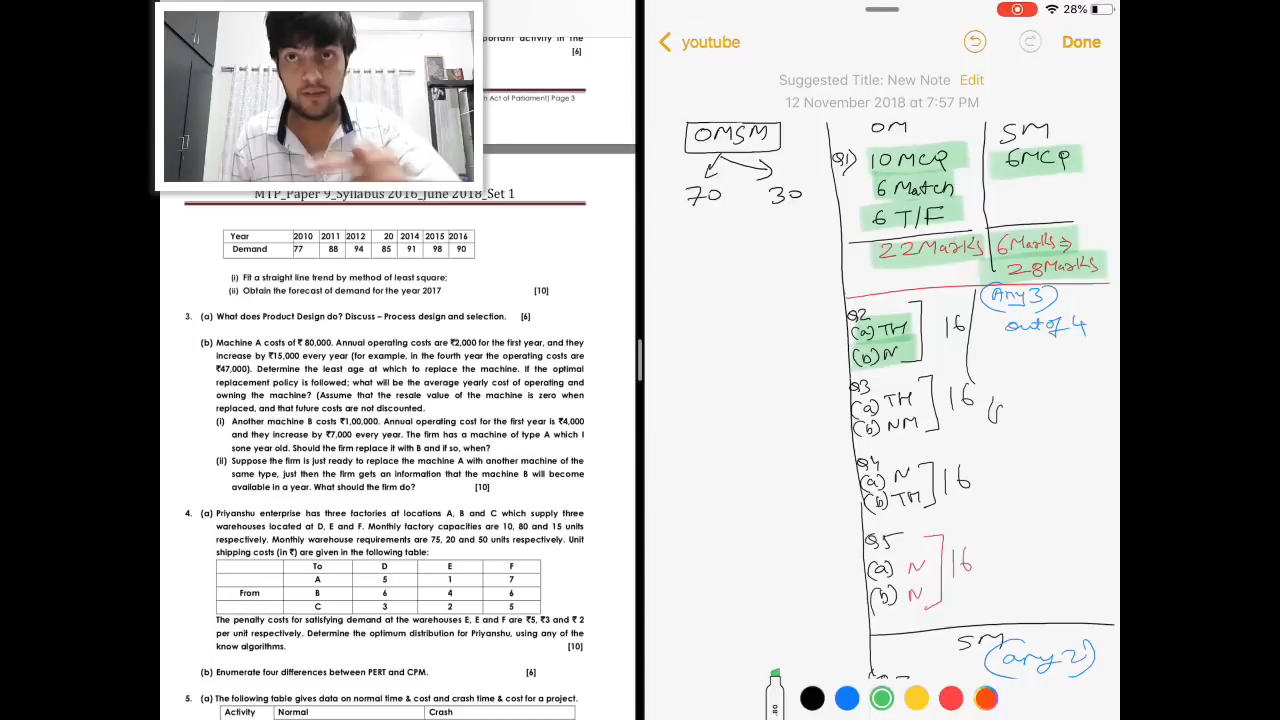 portant activity in the
[6]
n Act of Parliament) Page 3
MTP_Paper 9_Syllabus 2016_June 2018_Set 1
Year 2010 2011 2012 20 2014 2015 2016
Demand 77 88 94 85 91 98 90
(i) Fit a straight line trend by method of least square;
(ii) Obtain the forecast of demand for the year 2017 [10]
3. (a) What does Product Design do? Discuss – Process design and selection. [6]
(b) Machine A costs of ₹ 80,000. Annual operating costs are ₹2,000 for the first year, and they
increase by ₹15,000 every year (for example, in the fourth year the operating costs are
₹47,000). Determine the least age at which to replace the machine. If the optimal
replacement policy is followed; what will be the average yearly cost of operating and
owning the machine? (Assume that the resale value of the machine is zero when
replaced, and that future costs are not discounted.
(i) Another machine B costs ₹1,00,000. Annual operating cost for the first year is ₹4,000
and they increase by ₹7,000 every year. The firm has a machine of type A which I
sone year old. Should the firm replace it with B and if so, when?
(ii) Suppose the firm is just ready to replace the machine A with another machine of the
same type, just then the firm gets an information that the machine B will become
available in a year. What should the firm do? [10]
4. (a) Priyanshu enterprise has three factories at locations A, B and C which supply three
warehouses located at D, E and F. Monthly factory capacities are 10, 80 and 15 units
respectively. Monthly warehouse requirements are 75, 20 and 50 units respectively. Unit
shipping costs (in ₹) are given in the following table:
To D E F
A 5 1 7
From B 6 4 6
C 3 2 5
The penalty costs for satisfying demand at the warehouses E, E and F are ₹5, ₹3 and ₹ 2
per unit respectively. Determine the optimum distribution for Priyanshu, using any of the
know algorithms. [10]
(b) Enumerate four differences between PERT and CPM. [6]
5. (a) The following table gives data on normal time & cost and crash time & cost for a project.
Activity Normal Crash
28%
youtube
Done
Suggested Title: New Note Edit
12 November 2018 at 7:57 PM
OMSM
70 30
OM SM
Q1) 10 MCQ 6MCQ
6 Match
6 T/F
22 Marks 6 Marks ⇒
28 Marks
Any 3
out of 4
Q2
(a) TH
(b) N
16
Q3
(a) TH
(b) NM
16
Q4
(a) N
(b) TH
16
Q5
(a) N
(b) N
16
SM
(any 2)
.80